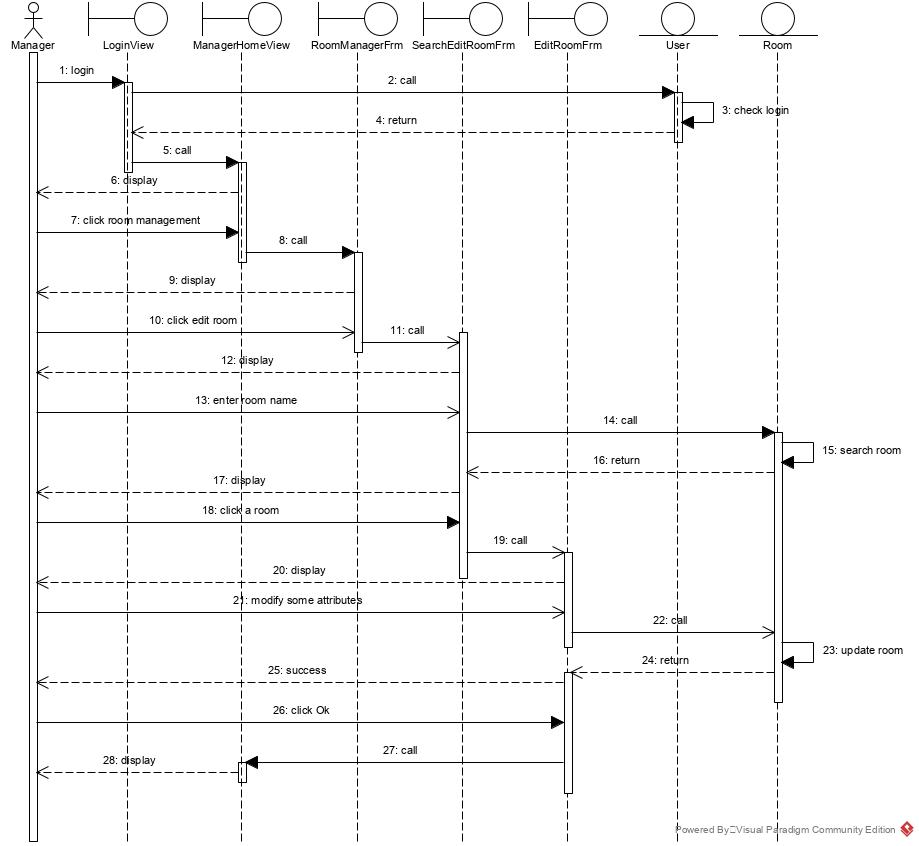 Manager
LoginView
ManagerHomeView
RoomManagerFrm
SearchEditRoomFrm
EditRoomFrm
User
Room
1: login
2: call
3: check login
4: return
5: call
6: display
7: click room management
8: call
9: display
10: click edit room
11: call
12: display
13: enter room name
14: call
15: search room
16: return
17: display
18: click a room
19: call
20: display
21: modify some attributes
22: call
23: update room
24: return
25: success
26: click Ok
27: call
28: display
Powered By Visual Paradigm Community Edition